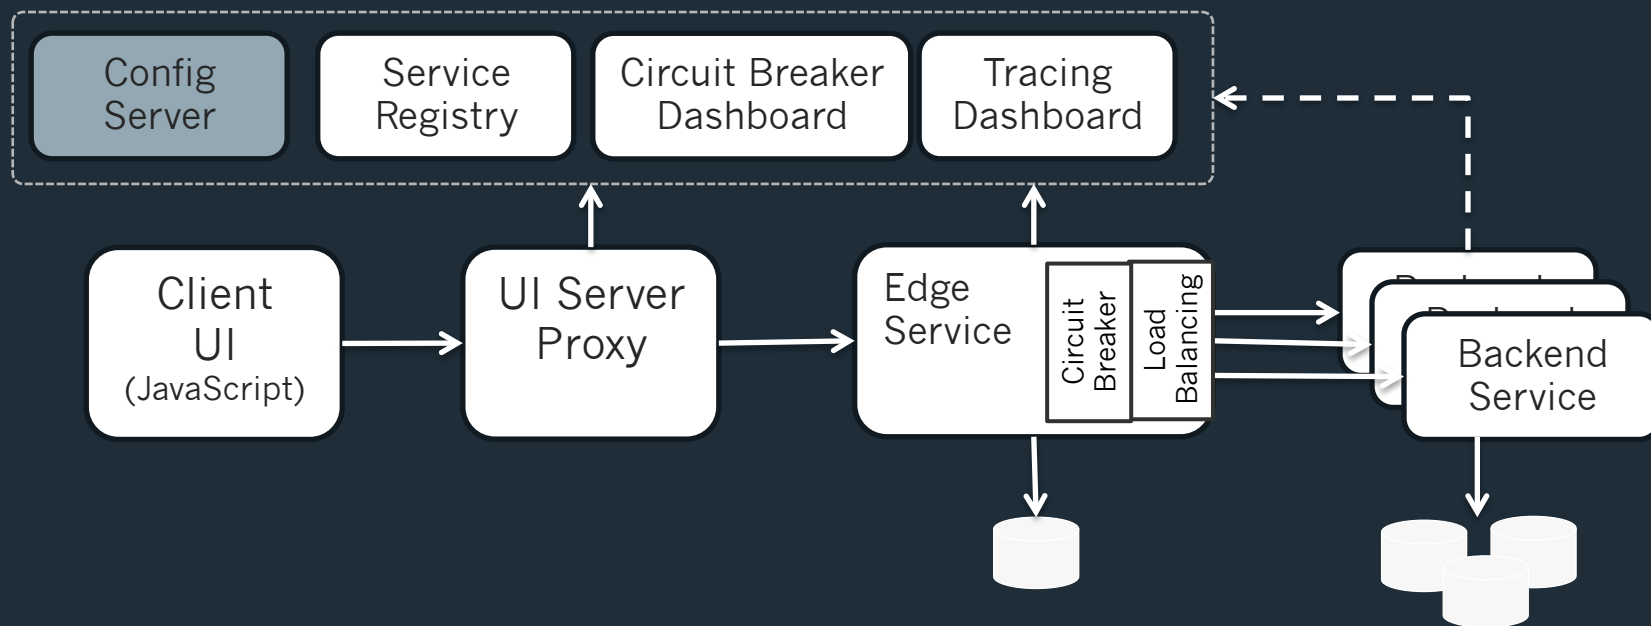 Config
Server
Service
Registry
Circuit Breaker
Dashboard
Tracing
Dashboard
Client
UI
(JavaScript)
UI Server
Proxy
Edge
Service
Circuit
Breaker
Load
Balancing
Backend
Service